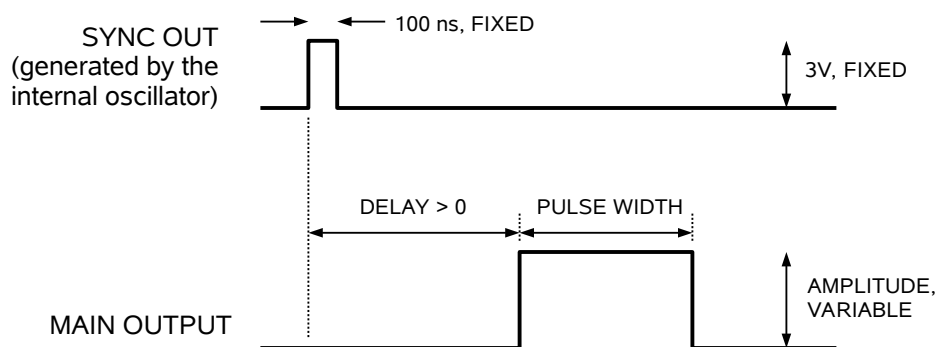 100 ns, FIXED
SYNC OUT
(generated by the
internal oscillator)
3V, FIXED
DELAY > 0
PULSE WIDTH
AMPLITUDE,
VARIABLE
MAIN OUTPUT